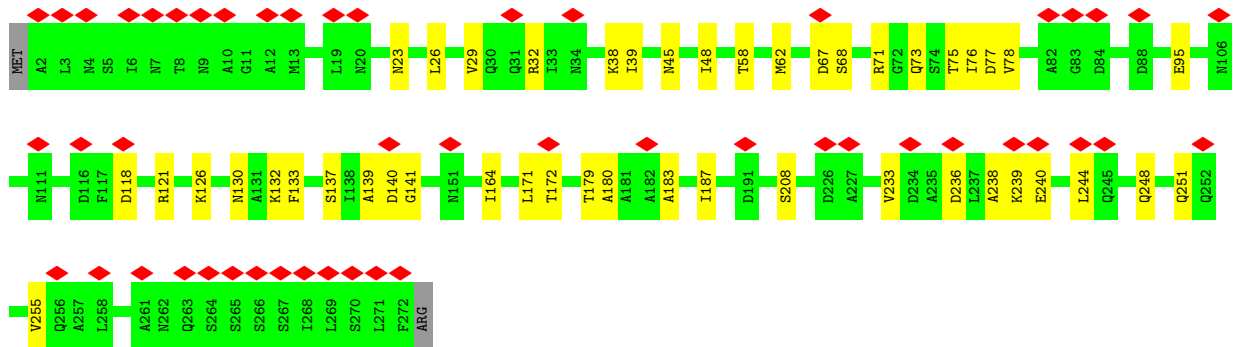 MET A2 L3 N4 S5 I6 N7 T8 N9 A10 G11 A12 M13 L19 N20 N23 L26 V29 Q30 Q31 R32 I33 N34 K38 I39 N45 I48 T58 M62 D67 S68 R71 G72 Q73 S74 T75 I76 D77 V78 A82 G83 D84 D88 E95 N106
N111 D116 F117 D118 R121 K126 N130 A131 K132 F133 S137 I138 A139 D140 G141 N151 I164 L171 T172 T179 A180 A181 A182 A183 I187 D191 S208 D226 A227 V233 D234 A235 D236 L237 A238 K239 E240 L244 Q245 Q248 Q251 Q252
V255 Q256 A257 L258 A261 N262 Q263 S264 S265 S266 S267 I268 L269 S270 L271 F272 ARG